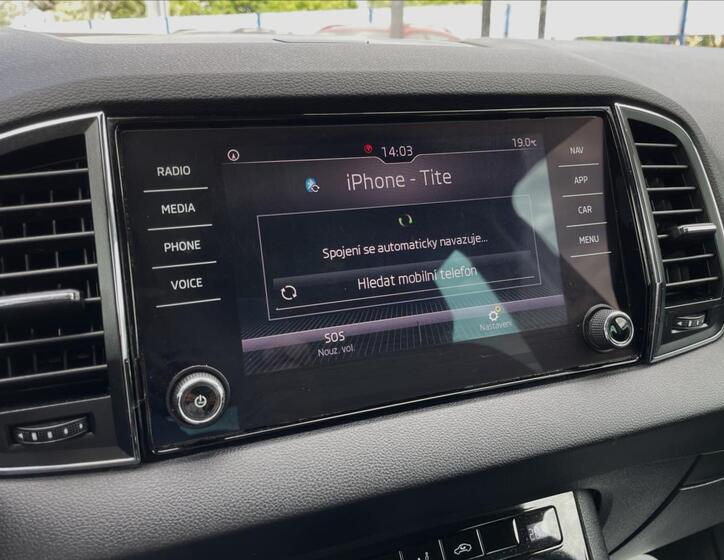 14:03
19.0°C
iPhone - Tite
Spojení se automaticky navazuje...
Hledat mobilní telefon
SOS
Nouz. vol.
Nastavení
RADIO
MEDIA
PHONE
VOICE
NAV
APP
CAR
MENU